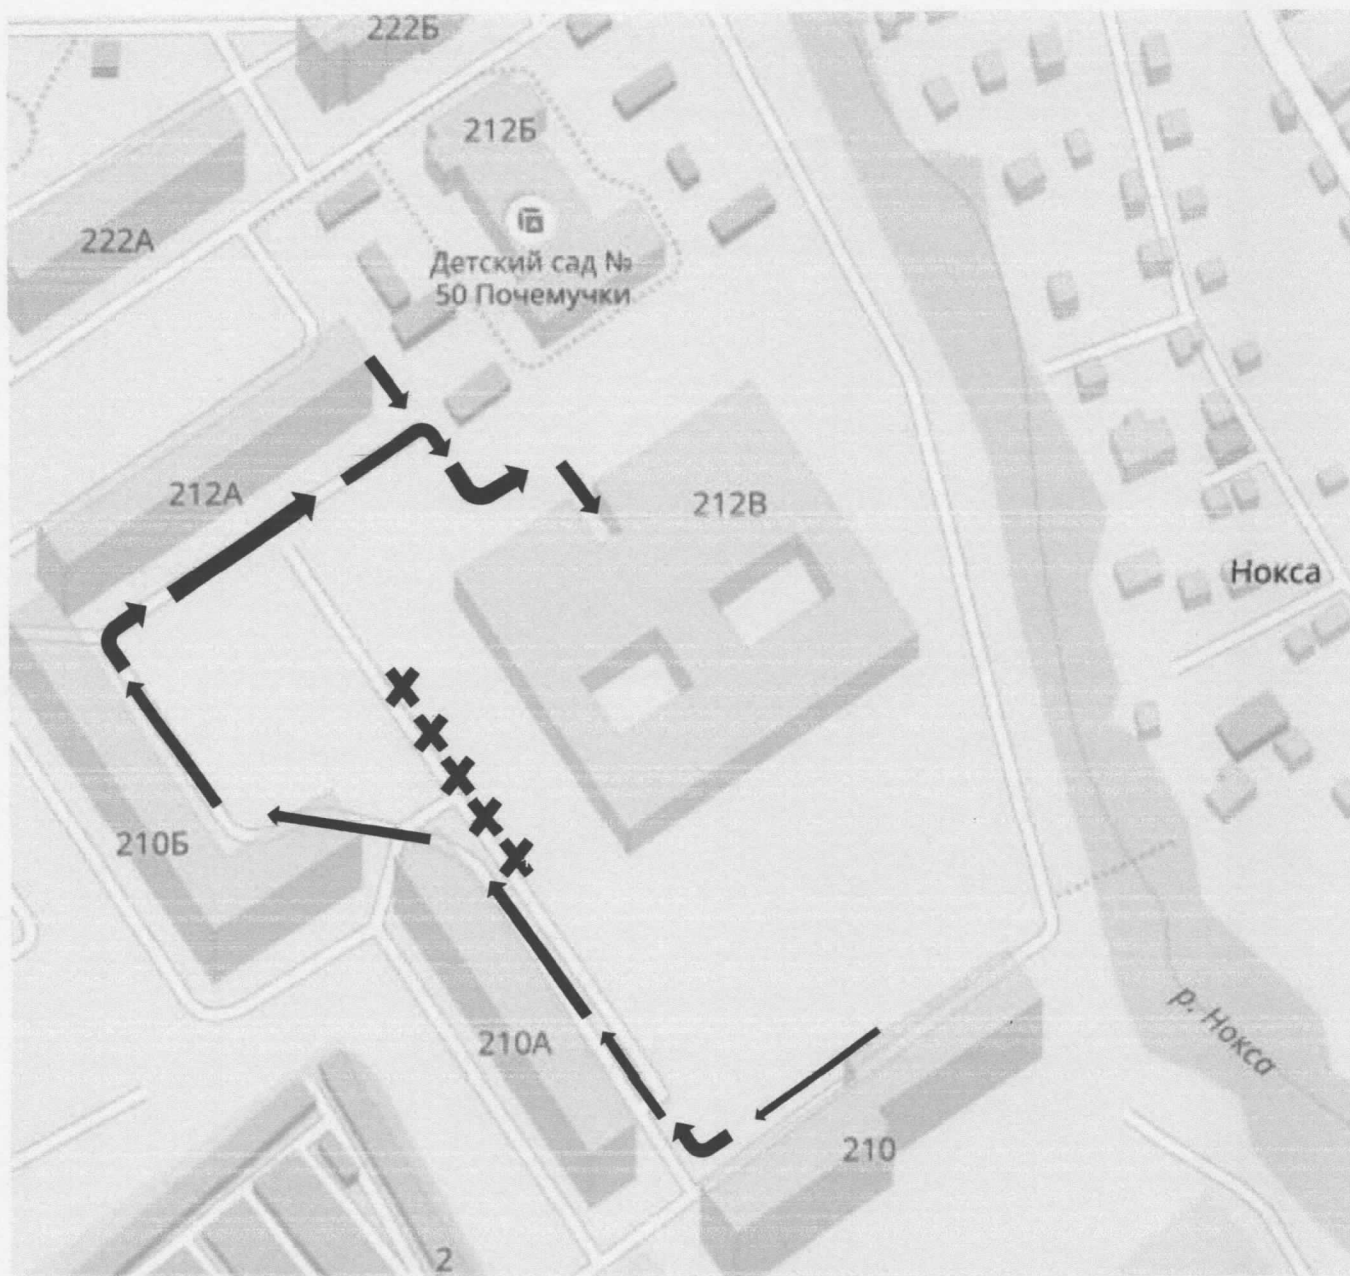 222Б
212Б
222А
Детский сад №
50 Почемучки
212А
212В
Нокса
210Б
р. Нокса
210А
210
2